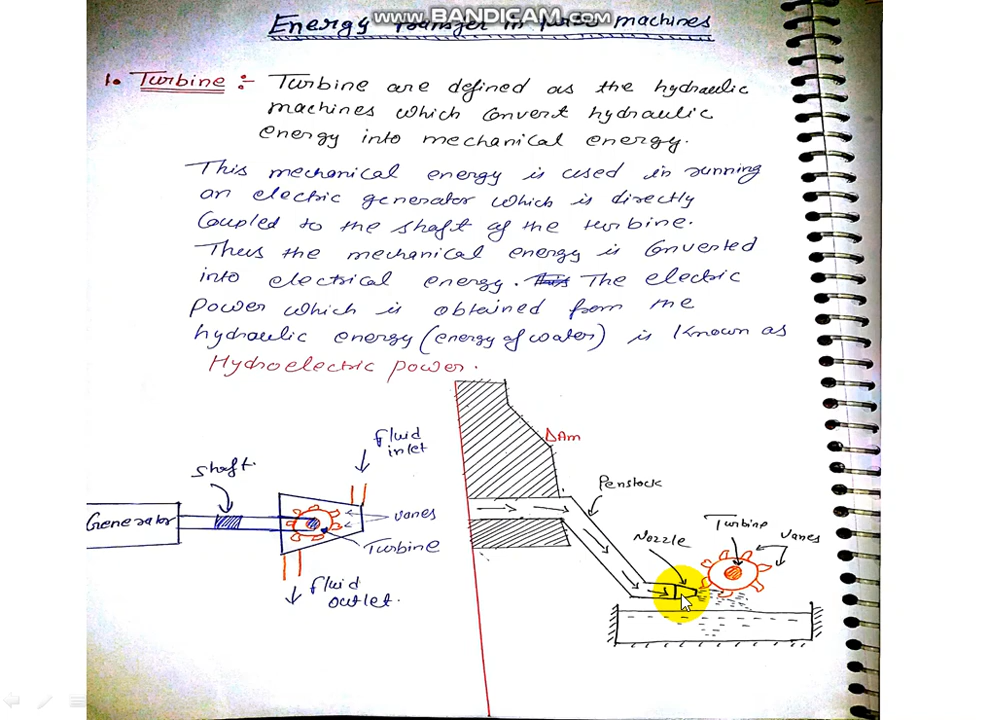 www.BANDICAM.com
Energy Transfer in machines
1. Turbine :- Turbine are defined as the hydraulic
machines which convert hydraulic
energy into mechanical energy.
This mechanical energy is used in running
an electric generator which is directly
Coupled to the shaft of the turbine.
Thus the mechanical energy is Converted
into electrical energy. This The electric
Power which is obtained from the
hydraulic energy (energy of water) is known as
Hydroelectric power.
fluid
inlet
Shaft.
Generator
vanes
Turbine
fluid
outlet.
DAm
Penstock
Nozzle
Turbine
Vanes